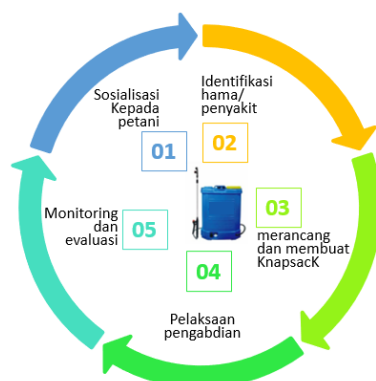 Sosialisasi
Kepada
petani
01
Identifikasi
hama/
penyakit
02
03
merancang
dan membuat
KnapsacK
04
Pelaksaan
pengabdian
Monitoring
dan
evaluasi
05